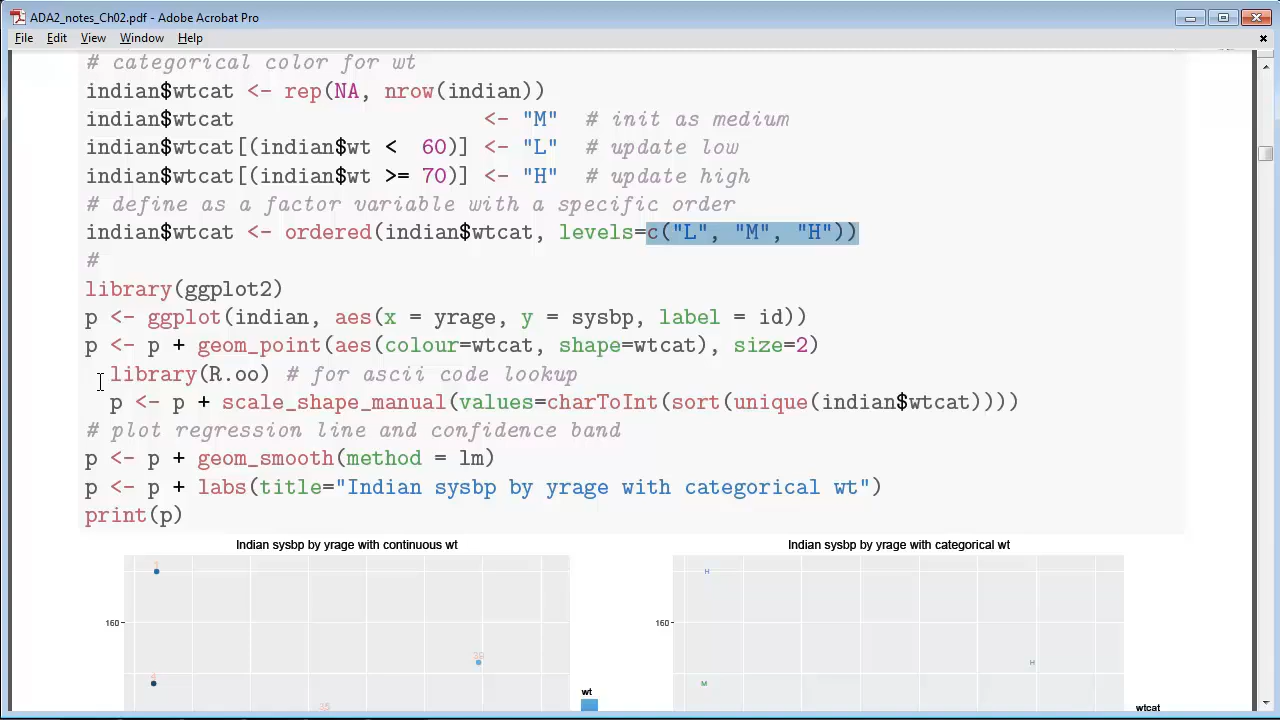 ADA2_notes_Ch02.pdf - Adobe Acrobat Pro
File Edit View Window Help
# categorical color for wt
indian$wtcat <- rep(NA, nrow(indian))
indian$wtcat <- "M" # init as medium
indian$wtcat[(indian$wt < 60)] <- "L" # update low
indian$wtcat[(indian$wt >= 70)] <- "H" # update high
# define as a factor variable with a specific order
indian$wtcat <- ordered(indian$wtcat, levels=c("L", "M", "H"))
#
library(ggplot2)
p <- ggplot(indian, aes(x = yrage, y = sysbp, label = id))
p <- p + geom_point(aes(colour=wtcat, shape=wtcat), size=2)
library(R.oo) # for ascii code lookup
p <- p + scale_shape_manual(values=charToInt(sort(unique(indian$wtcat))))
# plot regression line and confidence band
p <- p + geom_smooth(method = lm)
p <- p + labs(title="Indian sysbp by yrage with categorical wt")
print(p)
Indian sysbp by yrage with continuous wt
1
160
39
4
35
wt
Indian sysbp by yrage with categorical wt
H
160
H
M
wtcat